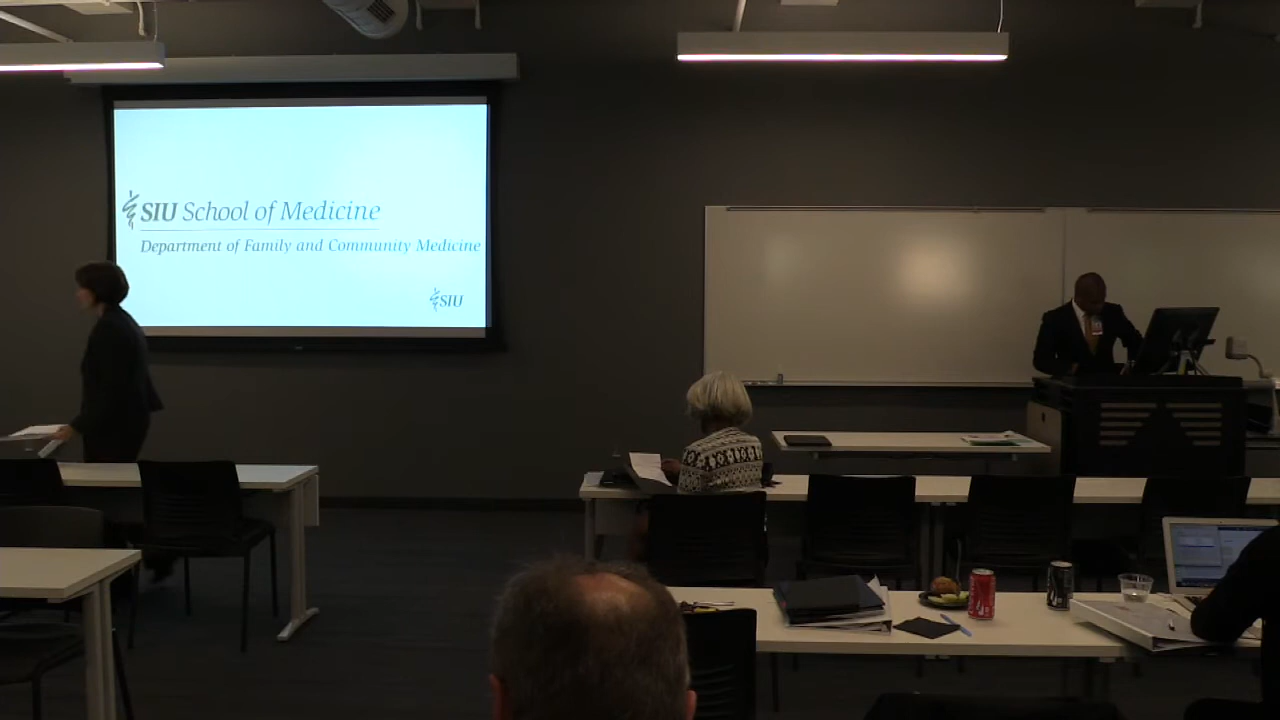 SIU School of Medicine
Department of Family and Community Medicine
SIU